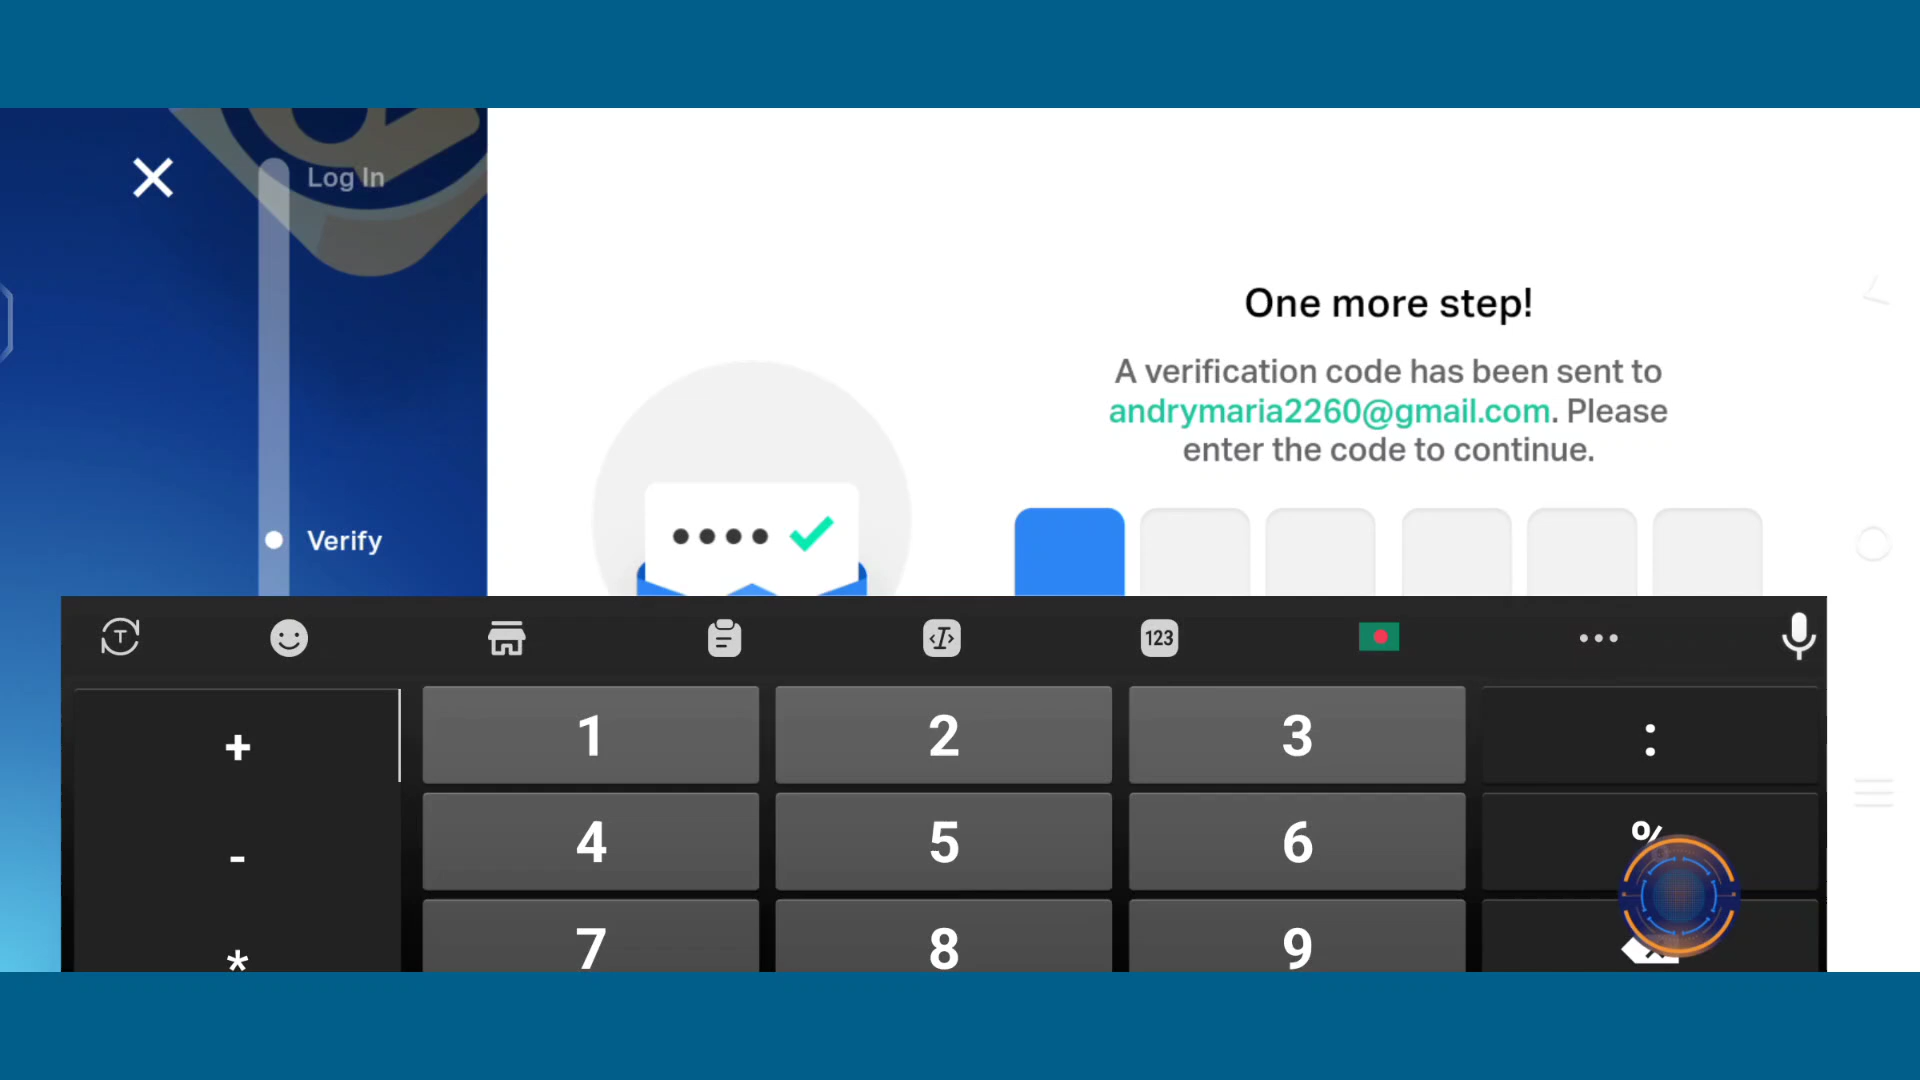 Log In
One more step!
A verification code has been sent to
andrymaria2260@gmail.com. Please
enter the code to continue.
Verify
T
I
123
+
1
2
3
:
-
4
5
6
%
*
7
8
9